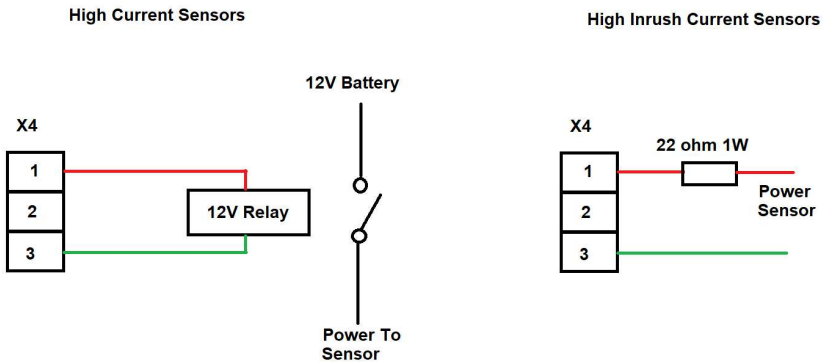 High Current Sensors
12V Battery
X4
1
2
3
12V Relay
Power To
Sensor
High Inrush Current Sensors
X4
1
2
3
22 ohm 1W
Power
Sensor